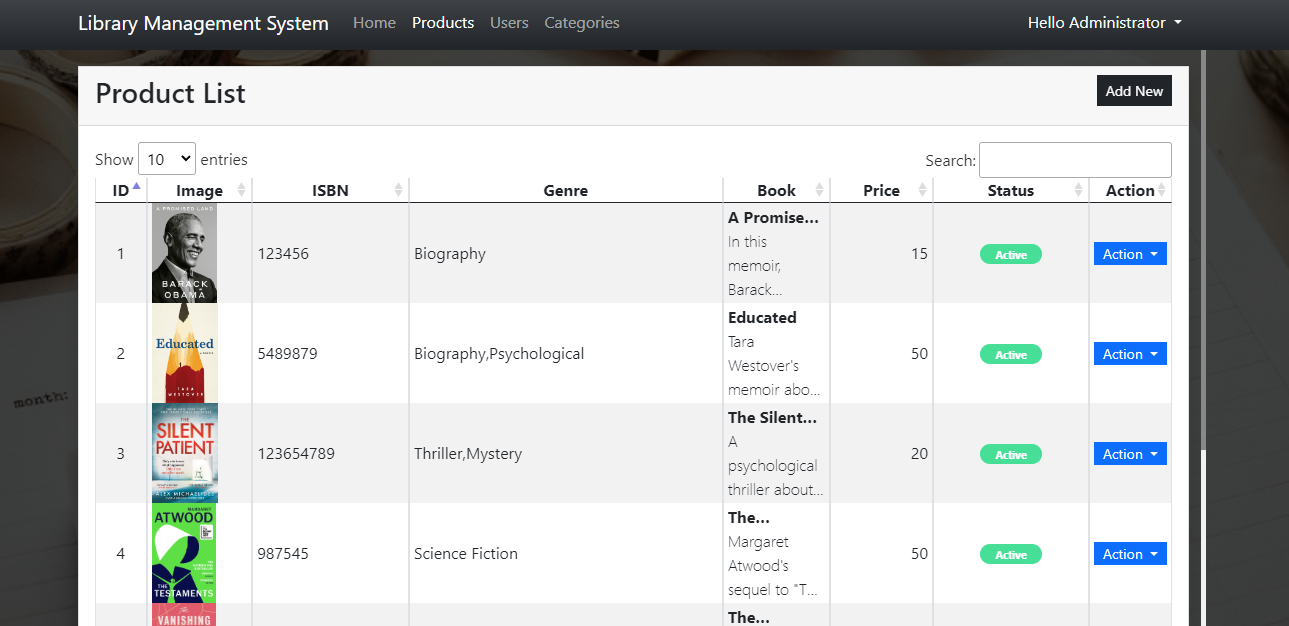 Library Management System Home Products Users Categories Hello Administrator
Product List Add New
Show 10 entries Search:
ID Image ISBN Genre Book Price Status Action
A PROMISED LAND
BARACK
OBAMA
1 123456 Biography
A Promise...
In this
memoir,
Barack...
15 Active Action
Educated
TARA
WESTOVER
2 5489879 Biography,Psychological
Educated
Tara
Westover's
memoir abo...
50 Active Action
THE
SILENT
PATIENT
ALEX MICHAELIDES
3 123654789 Thriller,Mystery
The Silent...
A
psychological
thriller about...
20 Active Action
MARGARET
ATWOOD
THE
TESTAMENTS
4 987545 Science Fiction
The...
Margaret
Atwood's
sequel to "T...
50 Active Action
The
VANISHING
The...
month: